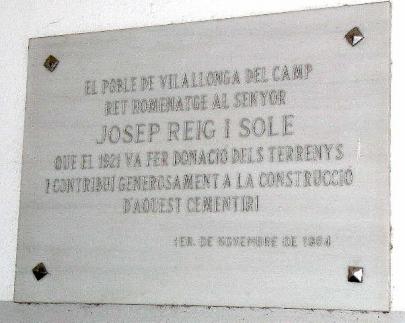 EL POBLE DE VILALLONGA DEL CAMP
RET HOMENATGE AL SENYOR
JOSEP REIG I SOLE
QUE EL 1921 VA FER DONACIÓ DELS TERRENYS
I CONTRIBUÍ GENEROSAMENT A LA CONSTRUCCIO
D'AQUEST CEMENTIRI
1ER. DE NOVEMBRE DE 1984